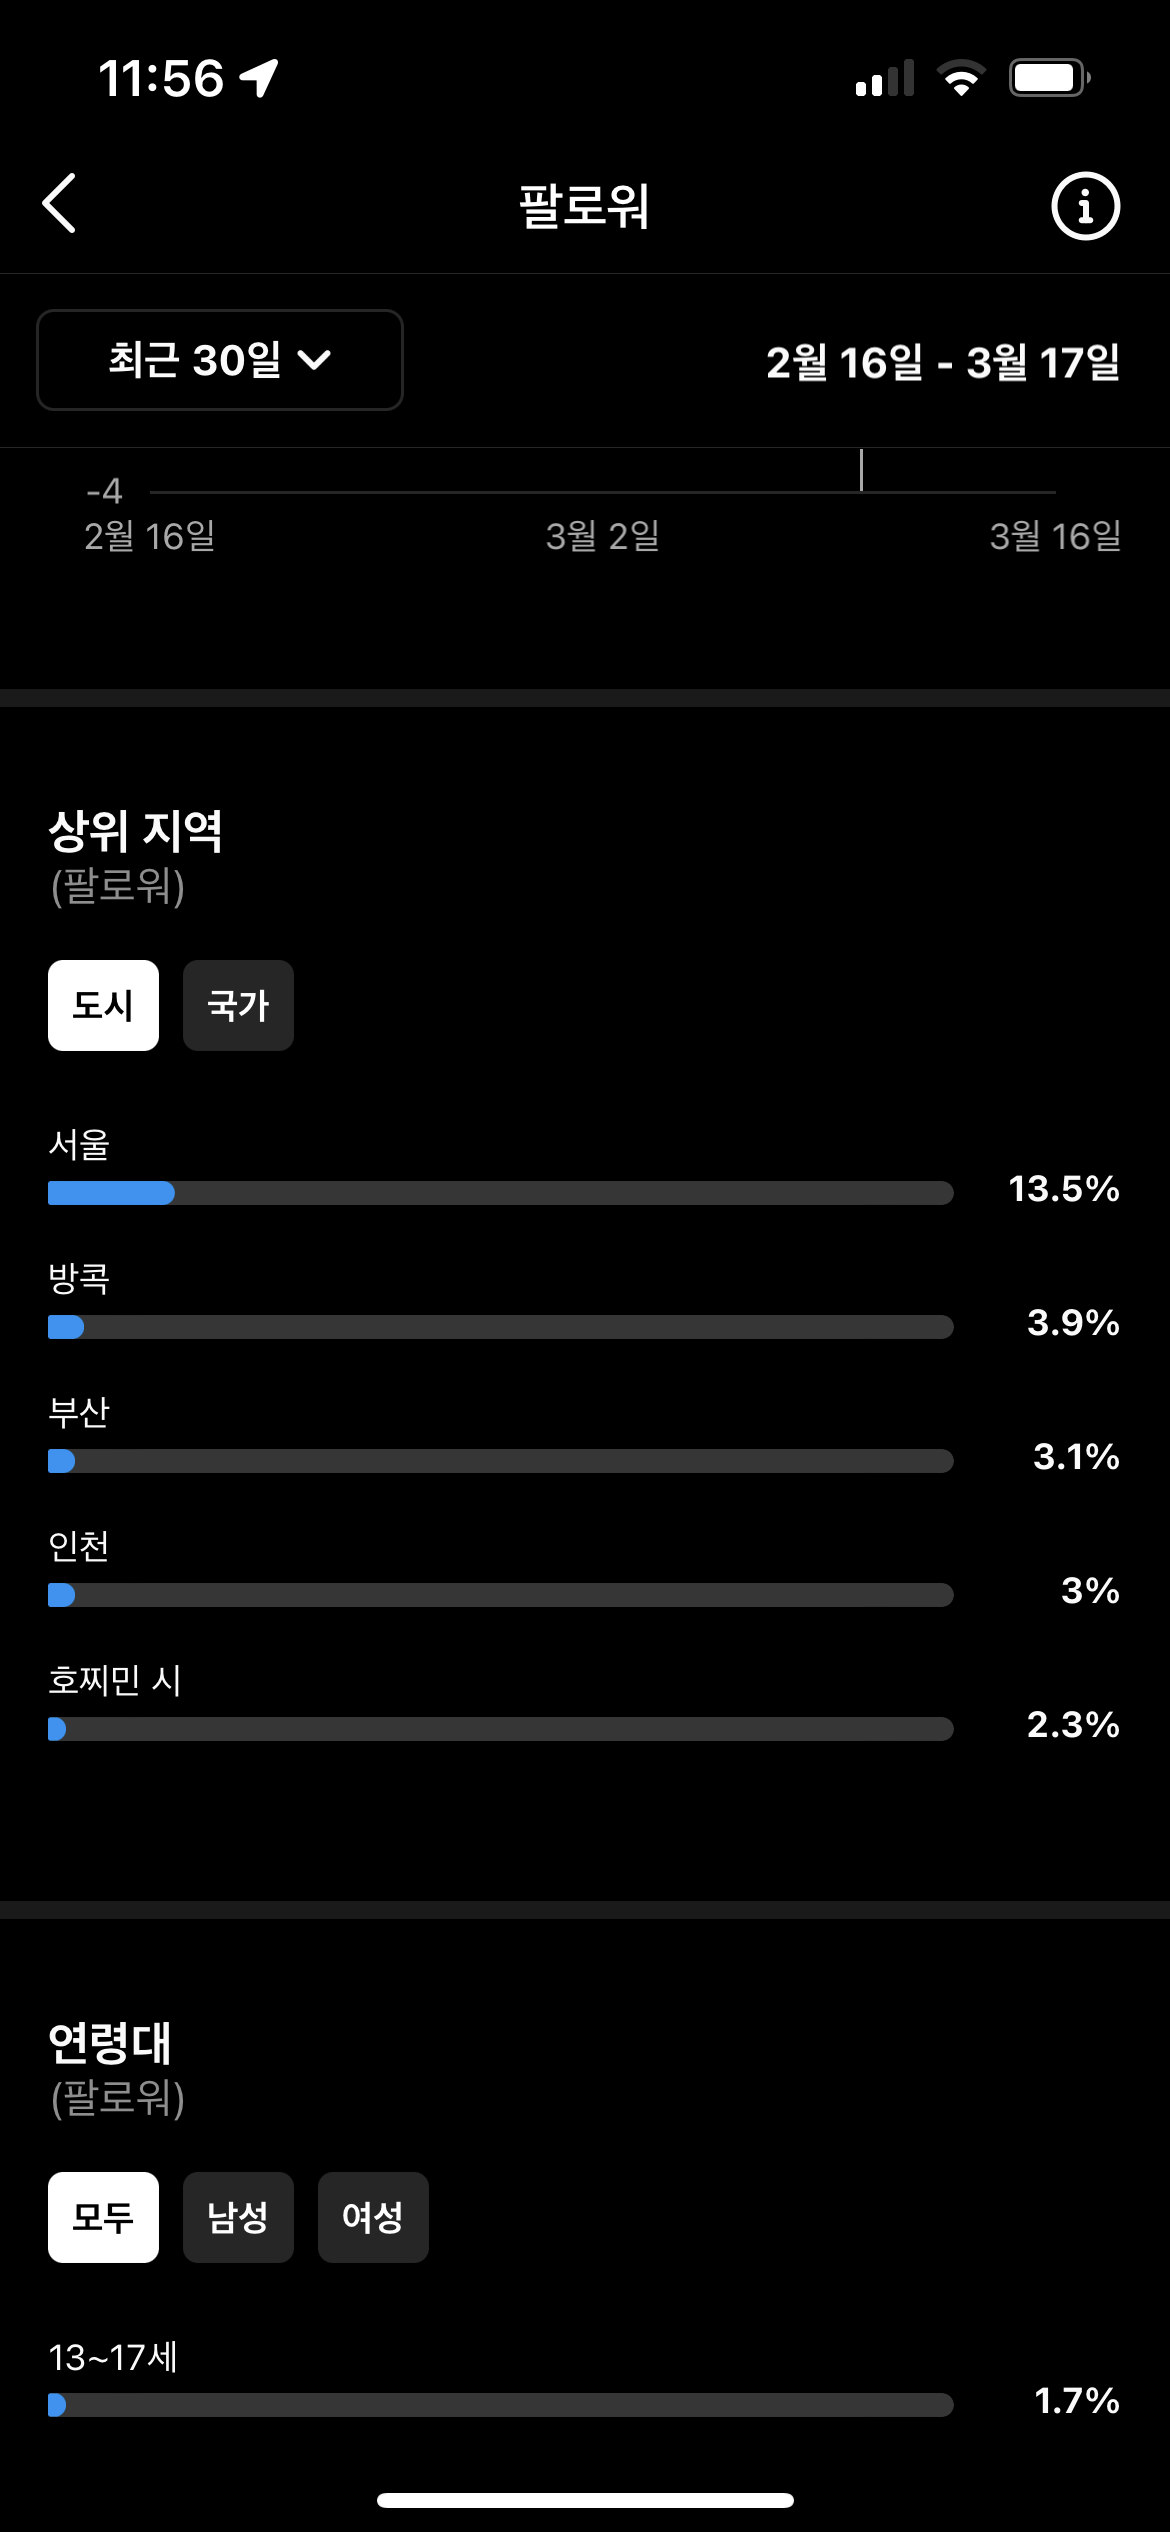 11:56
팔로워
최근 30일
2월 16일 - 3월 17일
-4
2월 16일 3월 2일 3월 16일
상위 지역
(팔로워)
도시 국가
서울
13.5%
방콕
3.9%
부산
3.1%
인천
3%
호찌민 시
2.3%
연령대
(팔로워)
모두 남성 여성
13~17세
1.7%